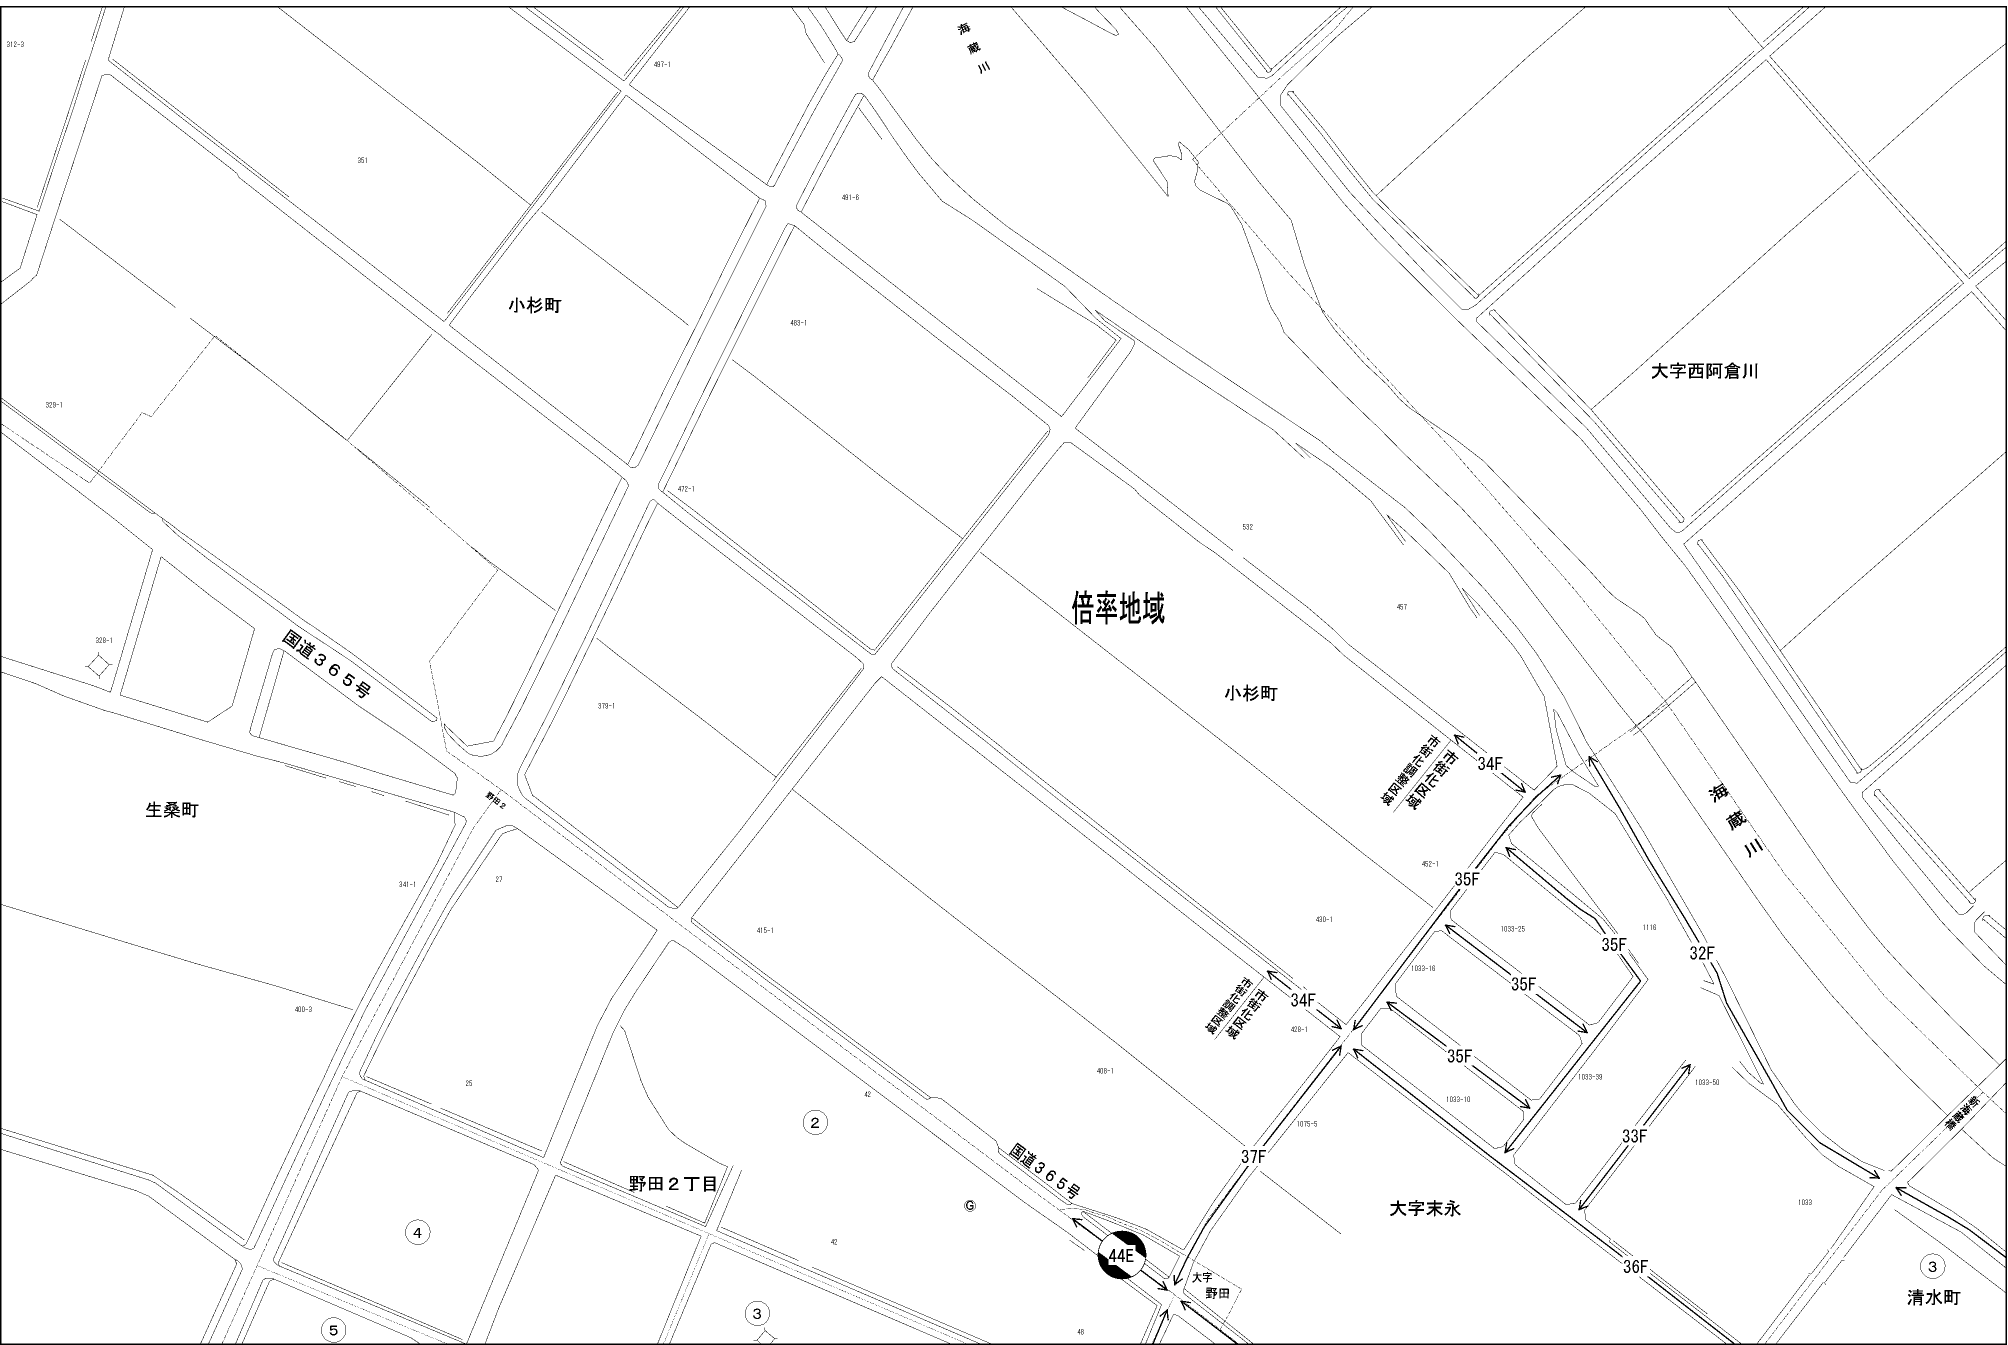 312-3
497-1
海蔵川
351
491-6
小杉町
483-1
大字西阿倉川
329-1
472-1
532
倍率地域
457
328-1
国道365号
小杉町
379-1
市街化調整区域
市街化区域
34F
海蔵川
生桑町
野田2
452-1
35F
341-1
27
415-1
430-1
1033-25
1116
35F
32F
1033-16
35F
市街化調整区域
市街化区域
34F
400-3
428-1
35F
25
42
408-1
1033-39
1033-50
1033-10
新海蔵橋
②
1075-5
33F
37F
国道365号
野田2丁目
G
大字末永
1033
④
42
44E
大字
野田
36F
③
清水町
③
⑤
48